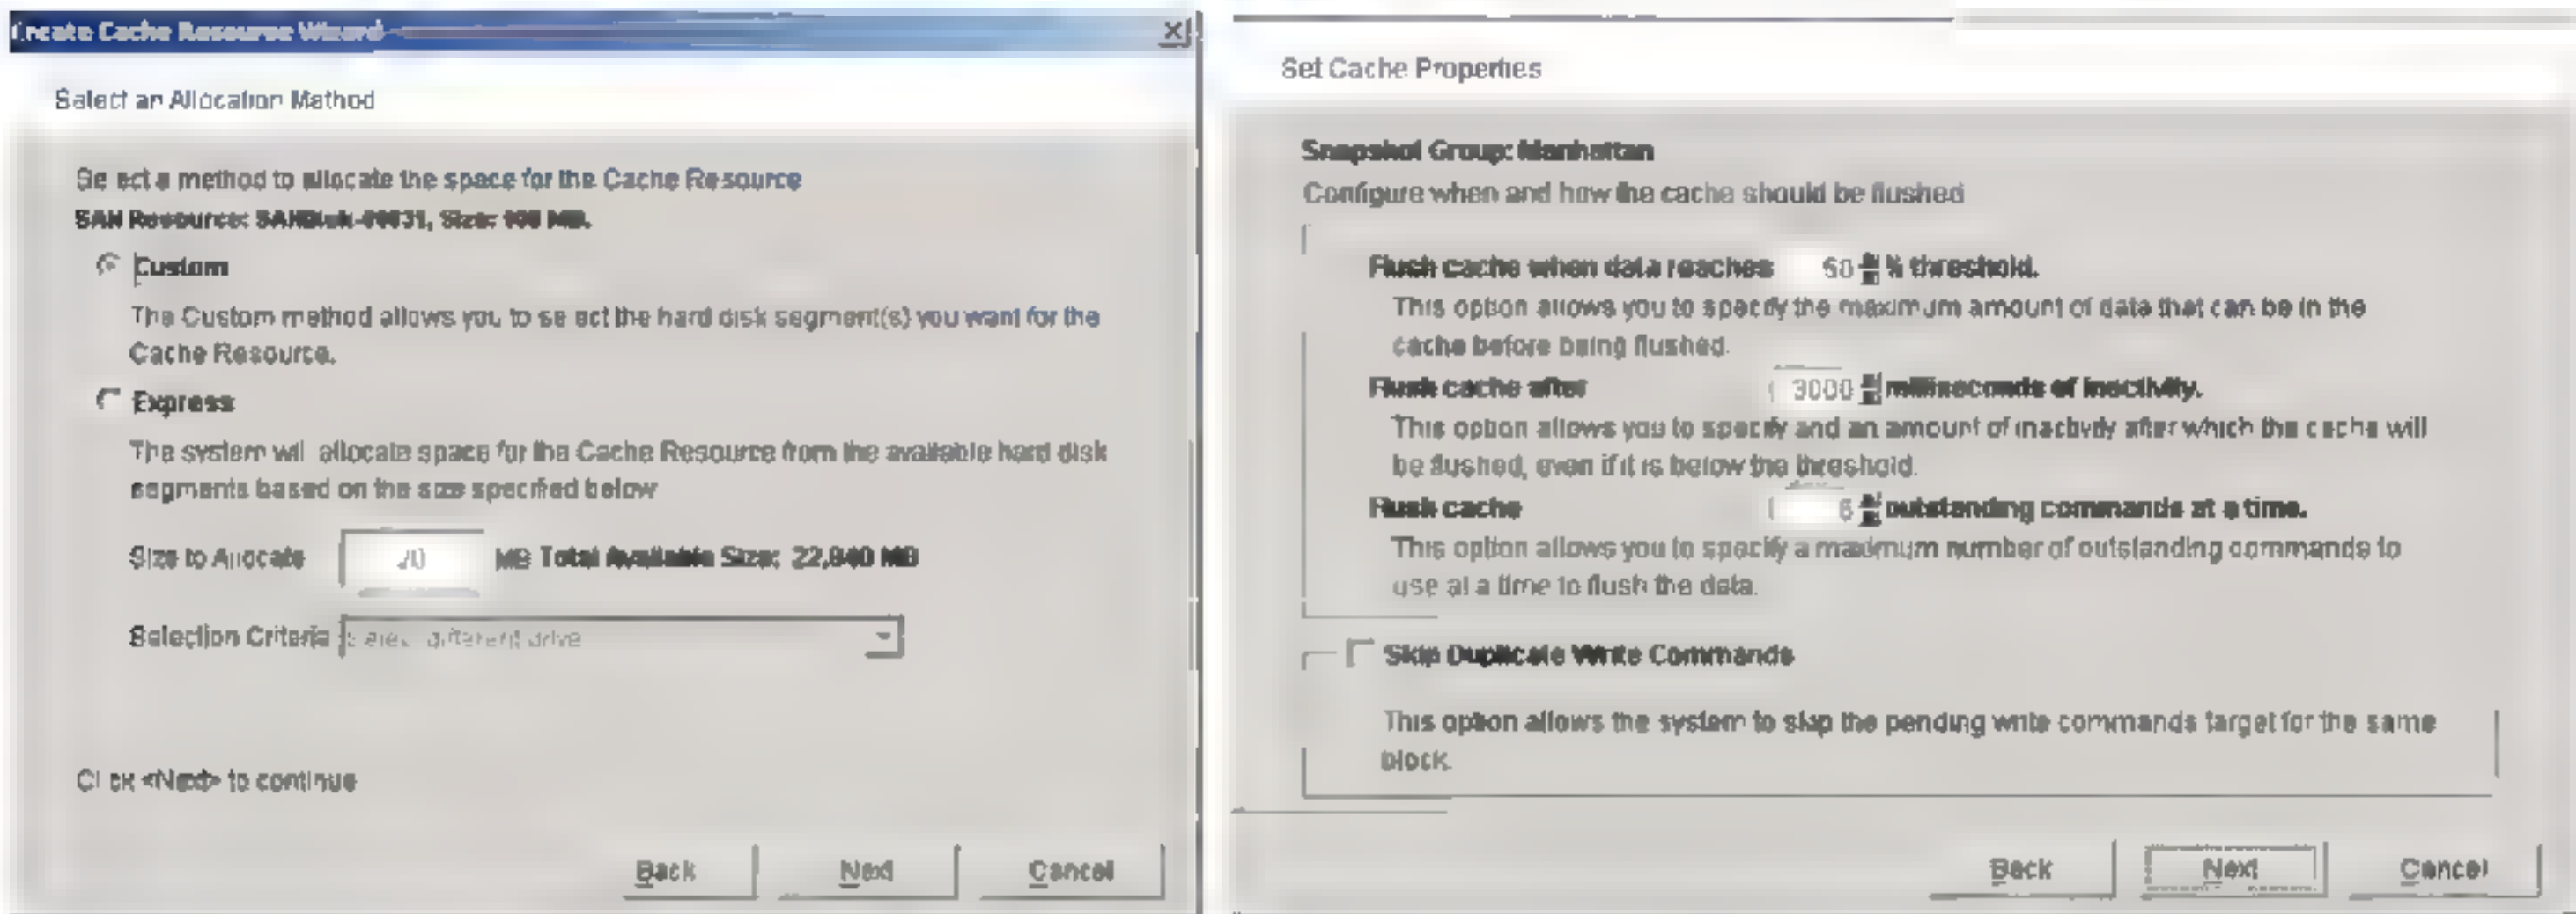 Create Cache Resource Wizard
Select an Allocation Method
Select a method to allocate the space for the Cache Resource
SAN Resource: Size: 100 MB.
Custom
The Custom method allows you to select the hard disk segment(s) you want for the
Cache Resource.
Express
The system will allocate space for the Cache Resource from the available hard disk
segments based on the size specified below
Size to Allocate MB Total Available Size: 22,840 MB
Selection Criteria different drive
Click <Next> to continue
Back Next Cancel
Set Cache Properties
Snapshot Group: Manhattan
Configure when and how the cache should be flushed
Flush cache when data reaches % threshold.
This option allows you to specify the maximum amount of data that can be in the
cache before being flushed.
Flush cache after 3000 milliseconds of inactivity.
This option allows you to specify and an amount of inactivity after which the cache will
be flushed, even if it is below the threshold.
Flush cache outstanding commands at a time.
This option allows you to specify a maximum number of outstanding commands to
use at a time to flush the data.
Skip Duplicate Write Commands
This option allows the system to skip the pending write commands target for the same
block.
Back Next Cancel